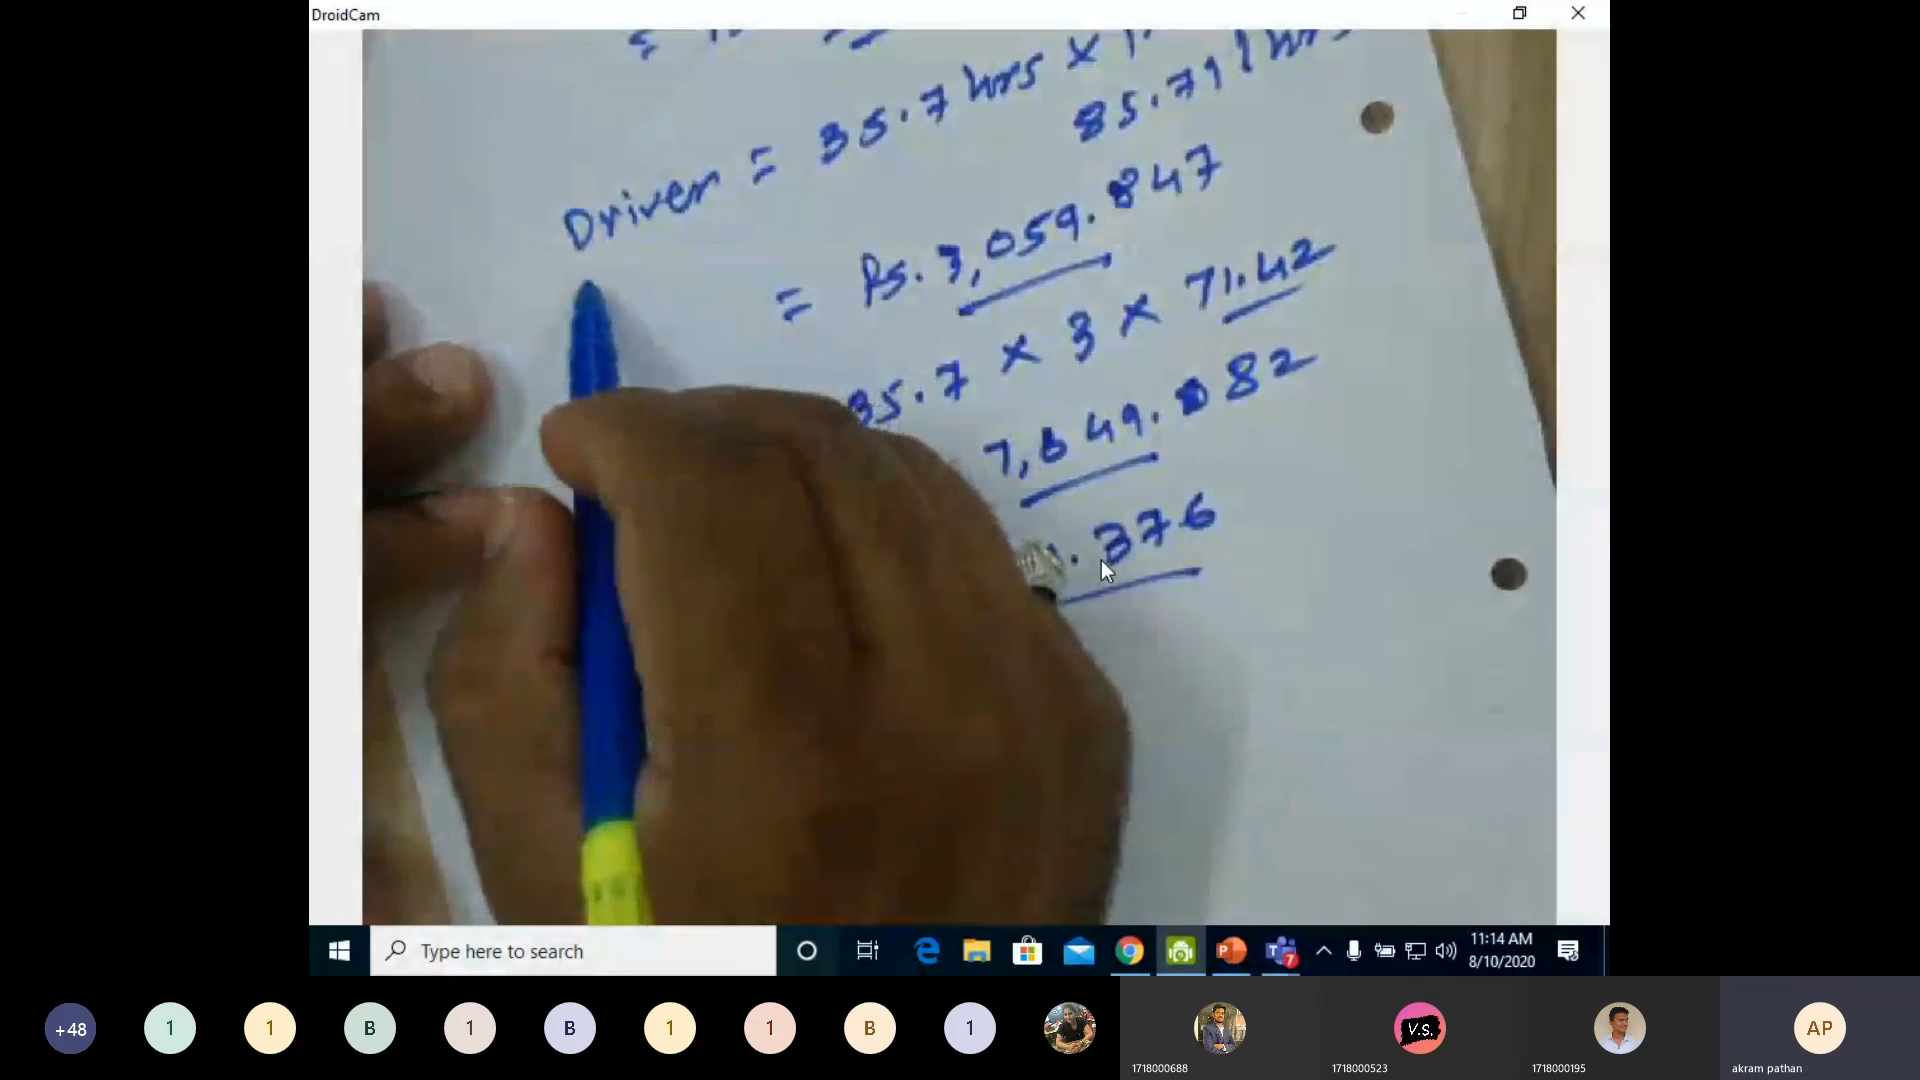 DroidCam
Driver = 35.7 hrs ×
85.71 / hrs
= Rs. 3,059.847
35.7 × 3 × 71.42
7,649.082
.376
Type here to search
7
11:14 AM
8/10/2020
+48
1
1
B
1
B
1
1
B
1
V.S.
AP
1718000688
1718000523
1718000195
akram pathan